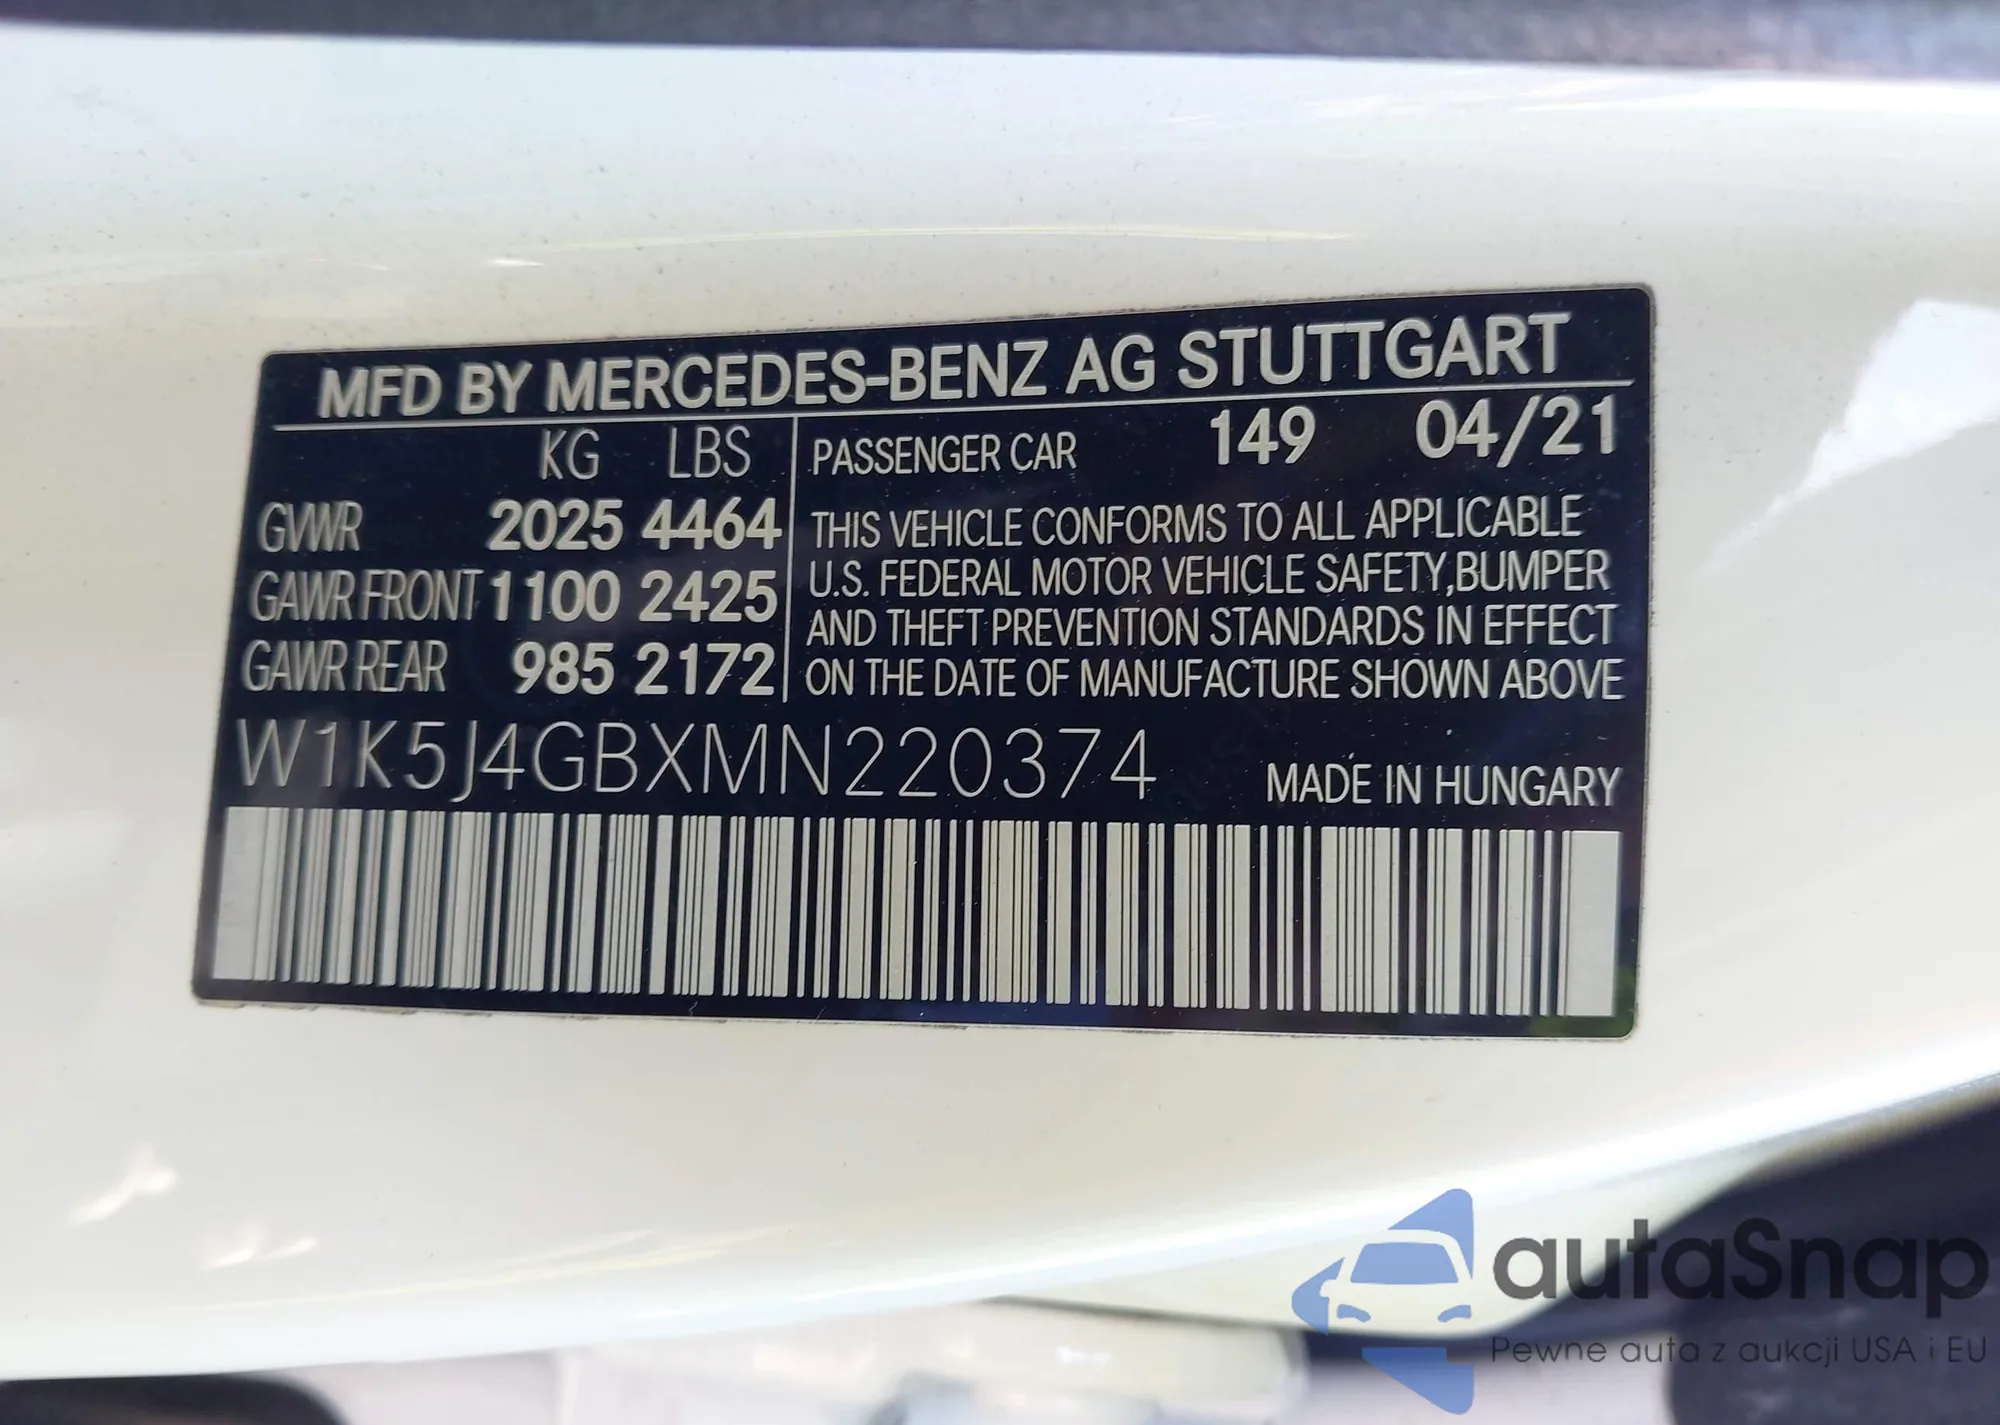 MFD BY MERCEDES-BENZ AG STUTTGART
KG LBS
GVWR 2025 4464
GAWR FRONT 1100 2425
GAWR REAR 985 2172
PASSENGER CAR 149 04/21
THIS VEHICLE CONFORMS TO ALL APPLICABLE
U.S. FEDERAL MOTOR VEHICLE SAFETY,BUMPER
AND THEFT PREVENTION STANDARDS IN EFFECT
ON THE DATE OF MANUFACTURE SHOWN ABOVE
W1K5J4GBXMN220374
MADE IN HUNGARY
autaSnap
Pewne auta z aukcji USA i EU